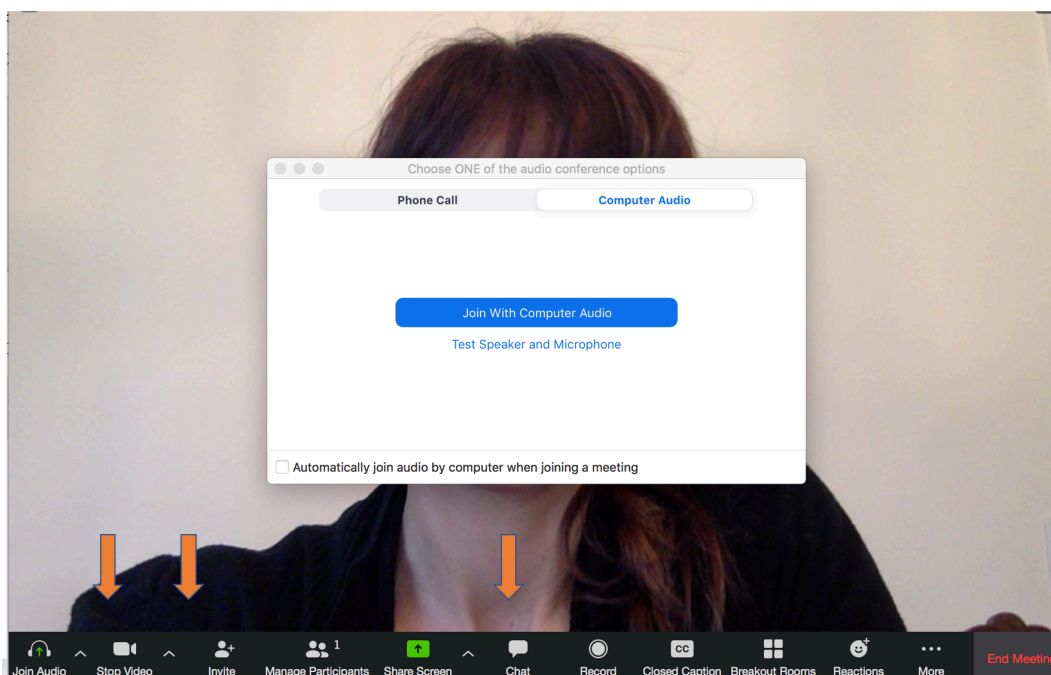 Choose ONE of the audio conference options
Phone Call Computer Audio
Join With Computer Audio
Test Speaker and Microphone
Automatically join audio by computer when joining a meeting
1
CC
Join Audio Stop Video Invite Manage Participants Share Screen Chat Record Closed Caption Breakout Rooms Reactions More End Meeting